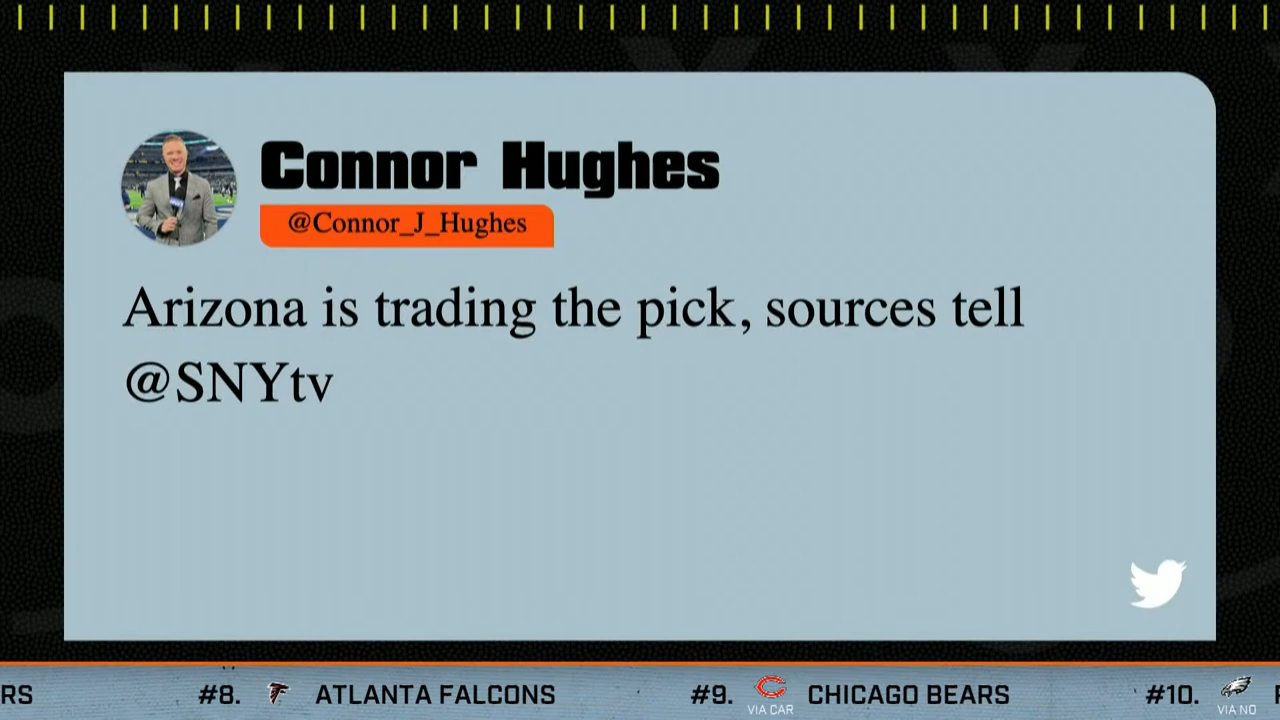 Connor Hughes
@Connor_J_Hughes
Arizona is trading the pick, sources tell
@SNYtv
RS #8. ATLANTA FALCONS #9. VIA CAR CHICAGO BEARS #10. VIA NO